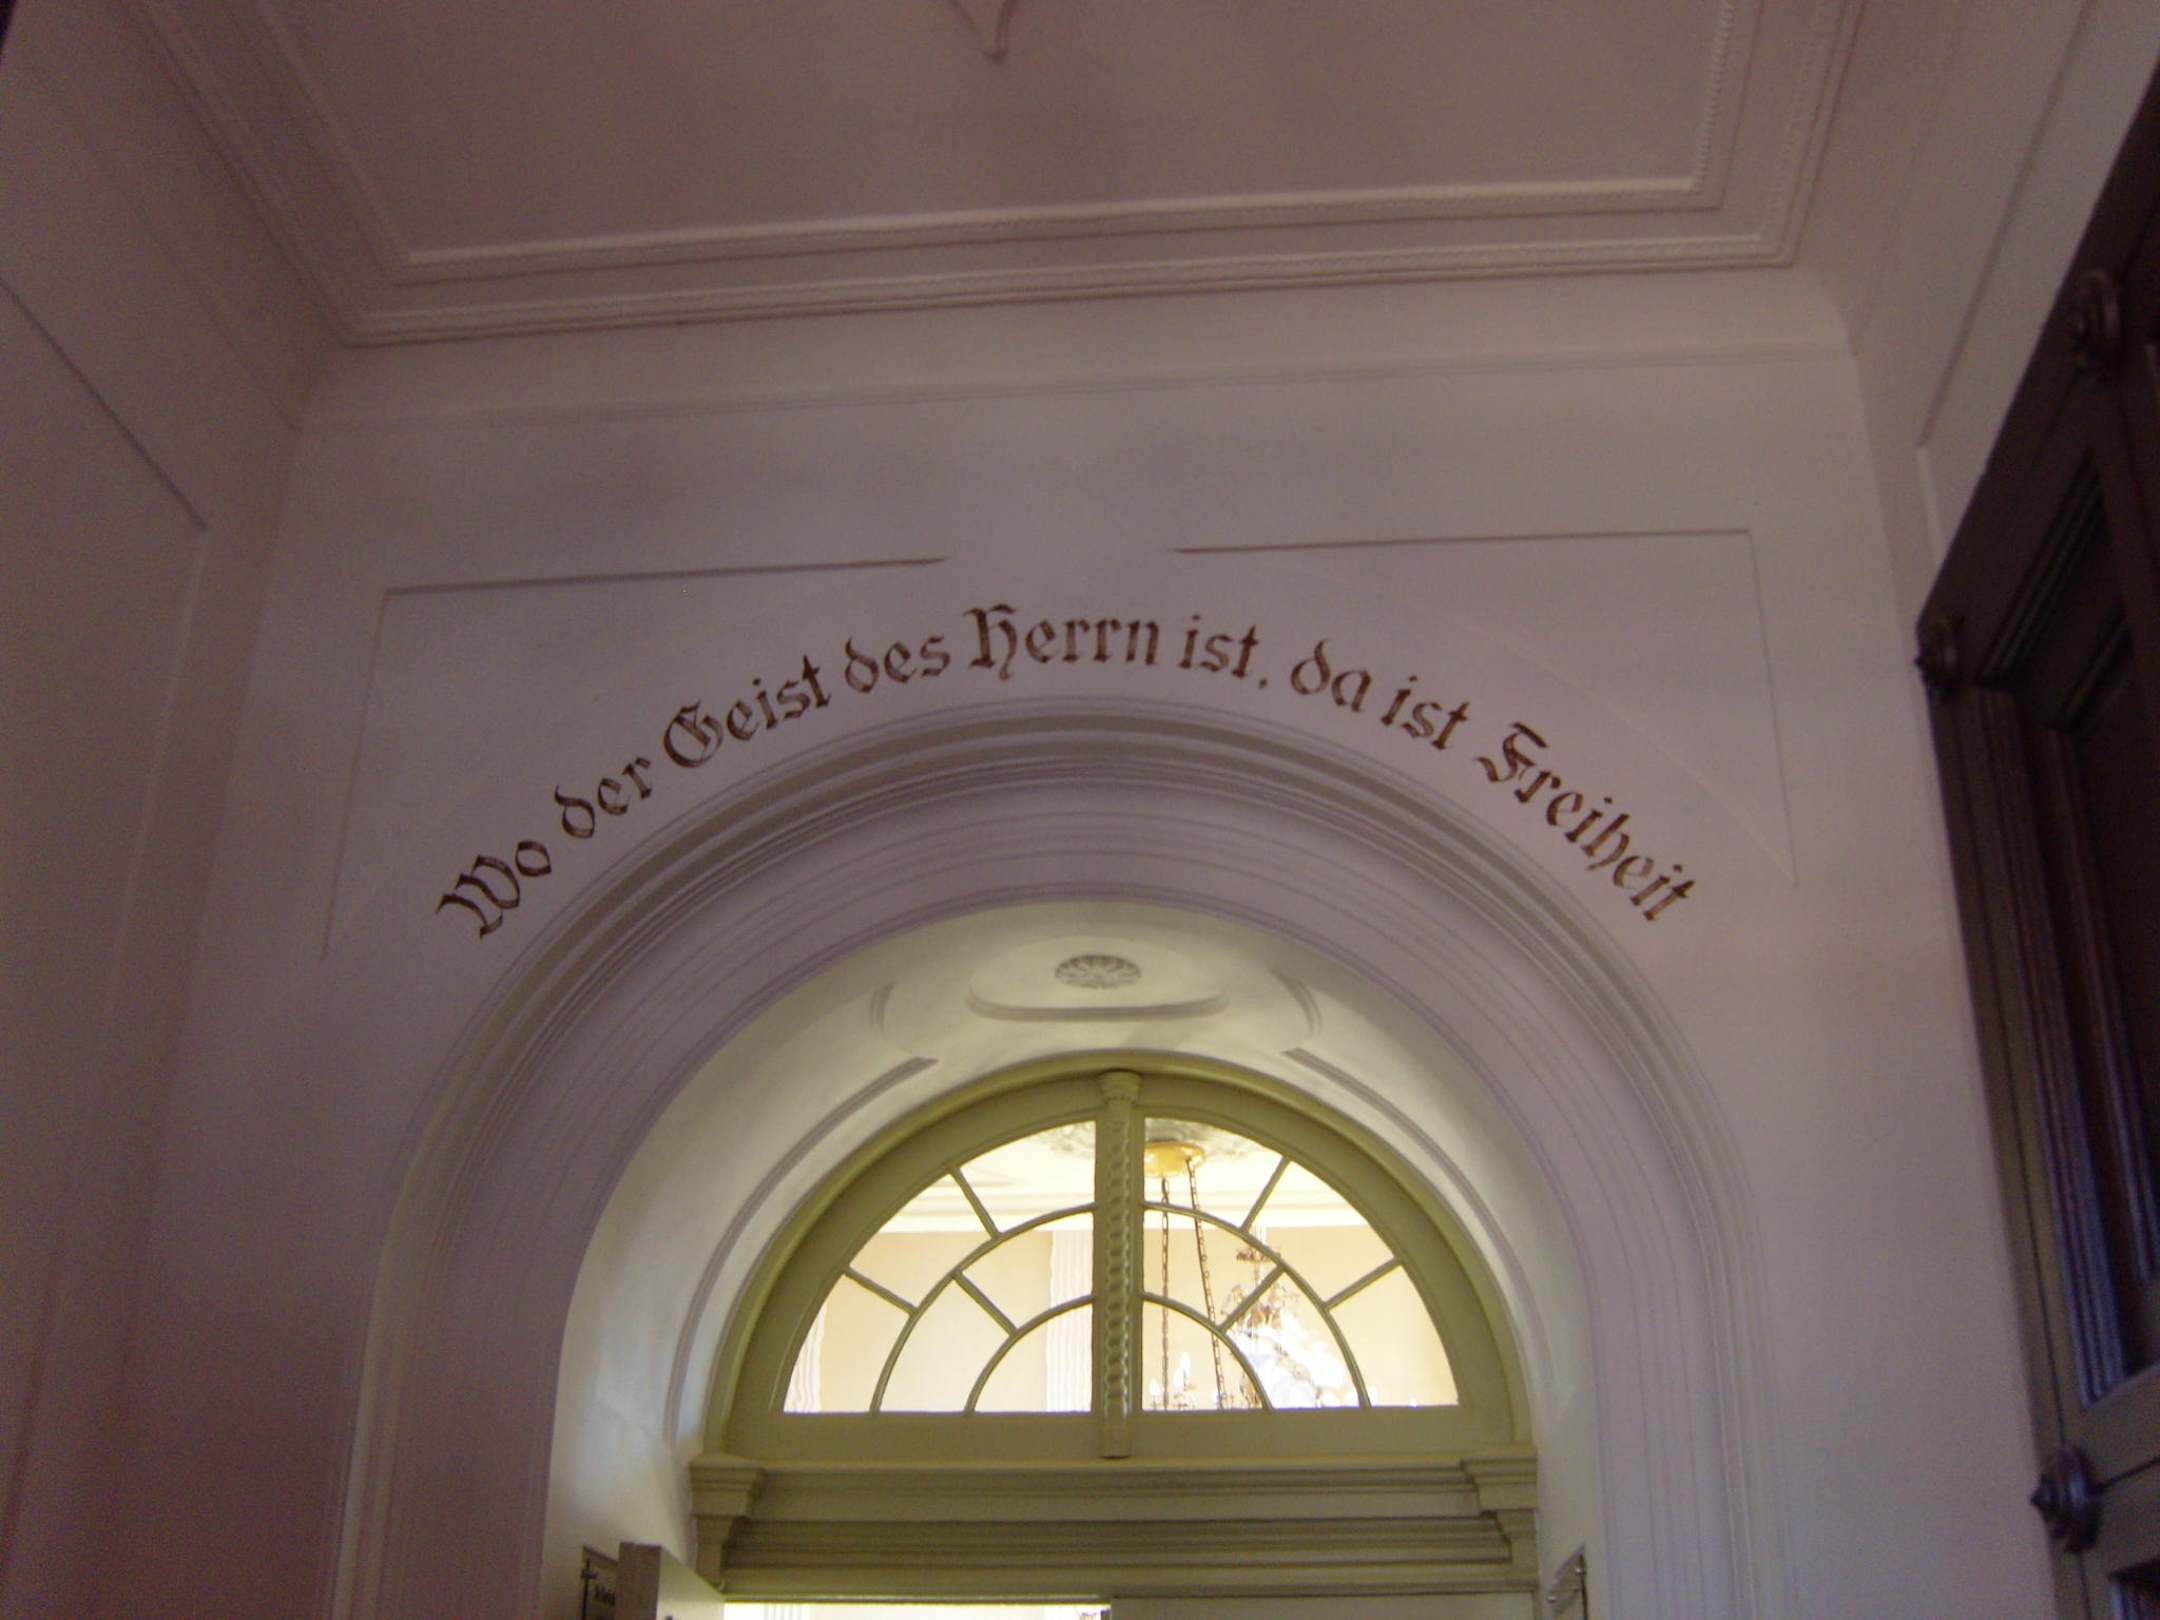 Wo der Geist des Herrn ist, da ist Freiheit